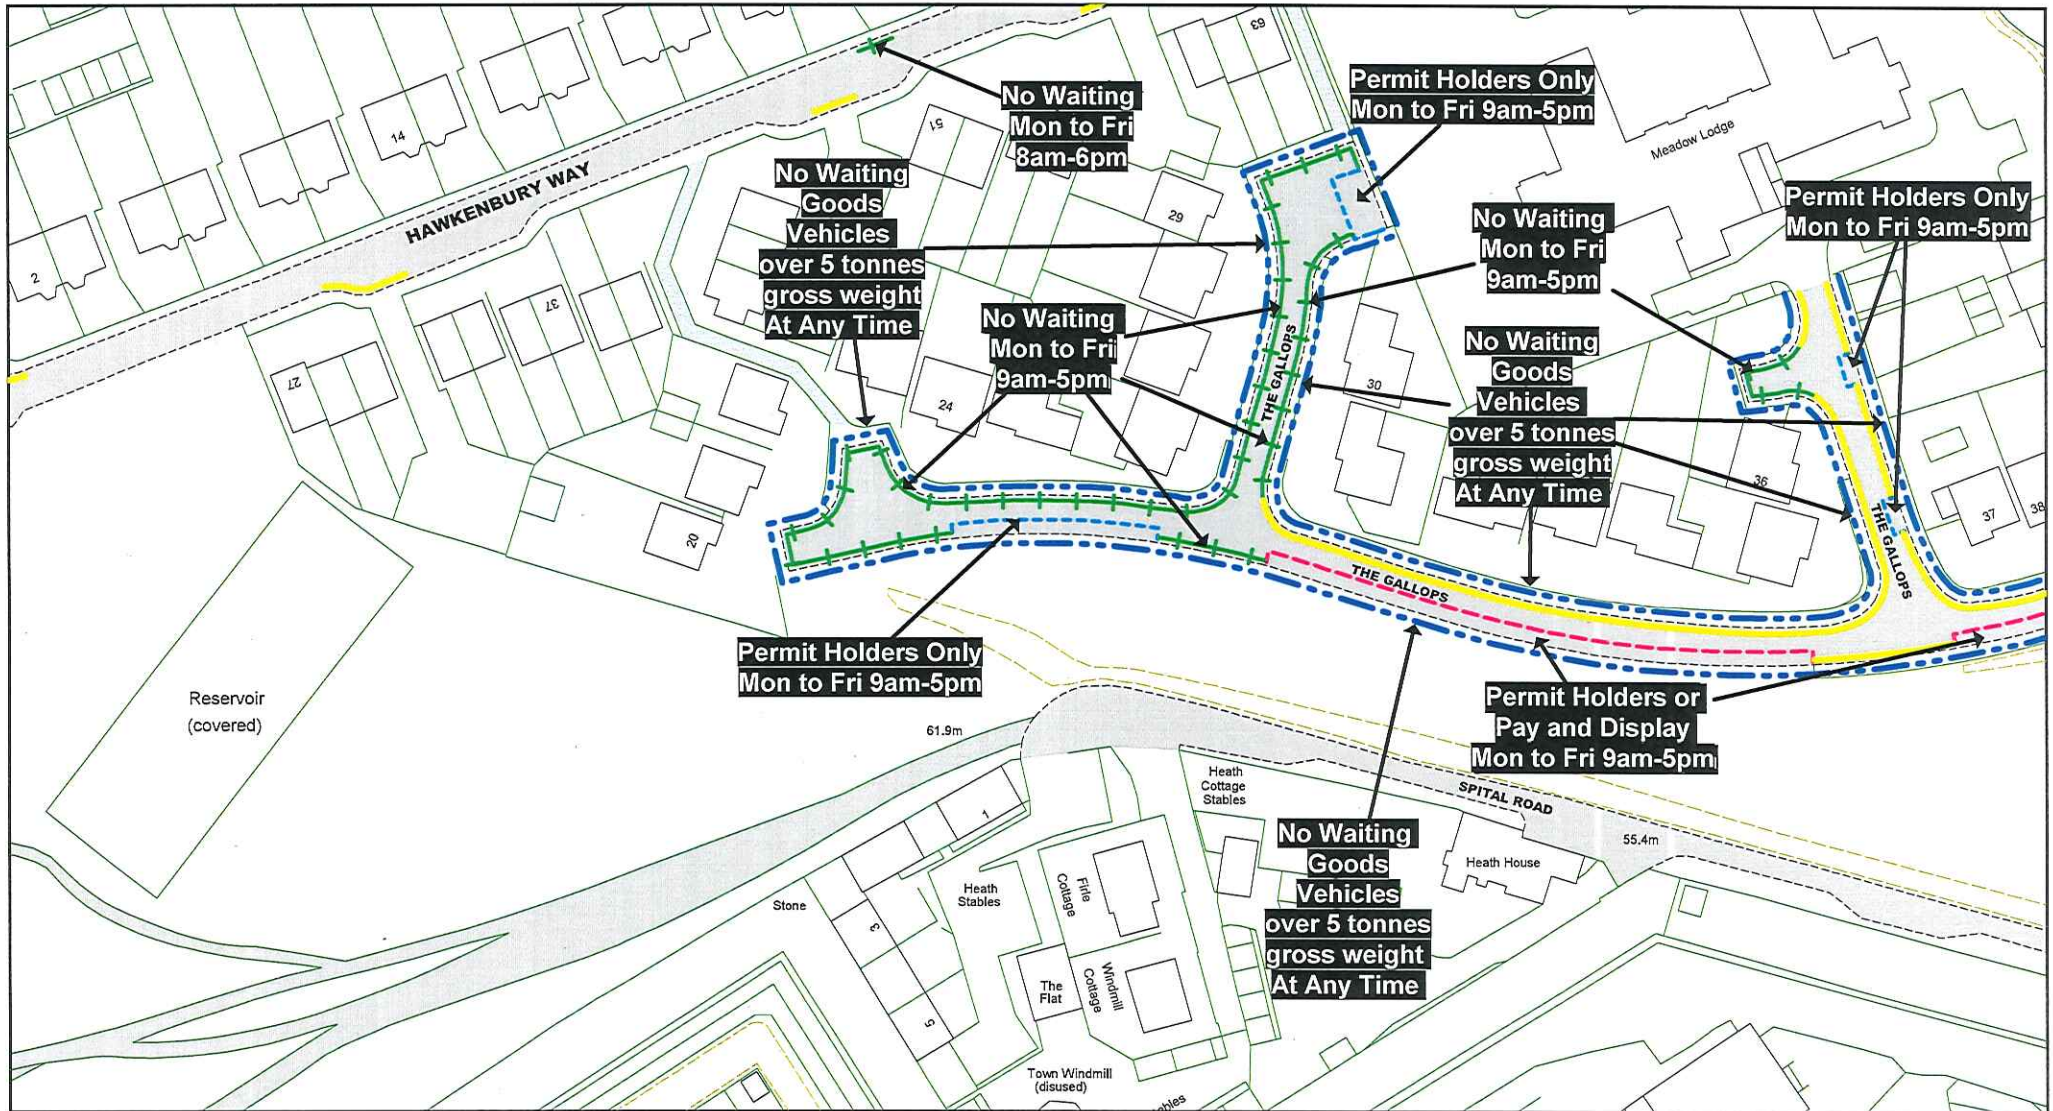 63
No Waiting
Mon to Fri
8am-6pm
Permit Holders Only
Mon to Fri 9am-5pm
14
51
Meadow Lodge
No Waiting
Goods
Vehicles
over 5 tonnes
gross weight
At Any Time
HAWKENBURY WAY
29
No Waiting
Mon to Fri
9am-5pm
Permit Holders Only
Mon to Fri 9am-5pm
2
37
No Waiting
Mon to Fri
9am-5pm
THE GALLOPS
No Waiting
Goods
Vehicles
over 5 tonnes
gross weight
At Any Time
27
24
30
36
37
38
20
THE GALLOPS
THE GALLOPS
Permit Holders Only
Mon to Fri 9am-5pm
Permit Holders or
Pay and Display
Mon to Fri 9am-5pm
Reservoir
(covered)
61.9m
Heath
Cottage
Stables
SPITAL ROAD
55.4m
1
No Waiting
Goods
Vehicles
over 5 tonnes
gross weight
At Any Time
Heath House
Stone
Heath
Stables
Firle
Cottage
3
The
Flat
Windmill
Cottage
5
Town Windmill
(disused)